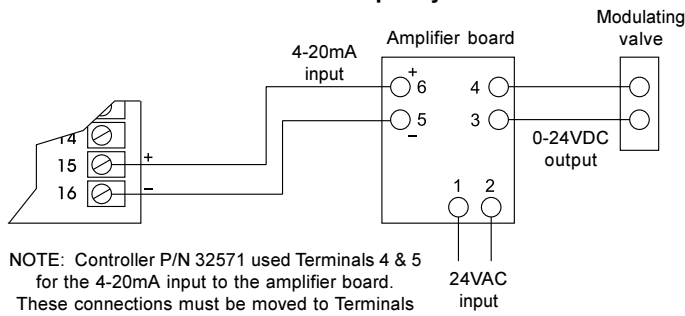 Modulating
valve
Amplifier board
4-20mA
input
+
6
4
5
3
−
0-24VDC
output
14
15
+
16
−
1
2
24VAC
input
NOTE: Controller P/N 32571 used Terminals 4 & 5
for the 4-20mA input to the amplifier board.
These connections must be moved to Terminals